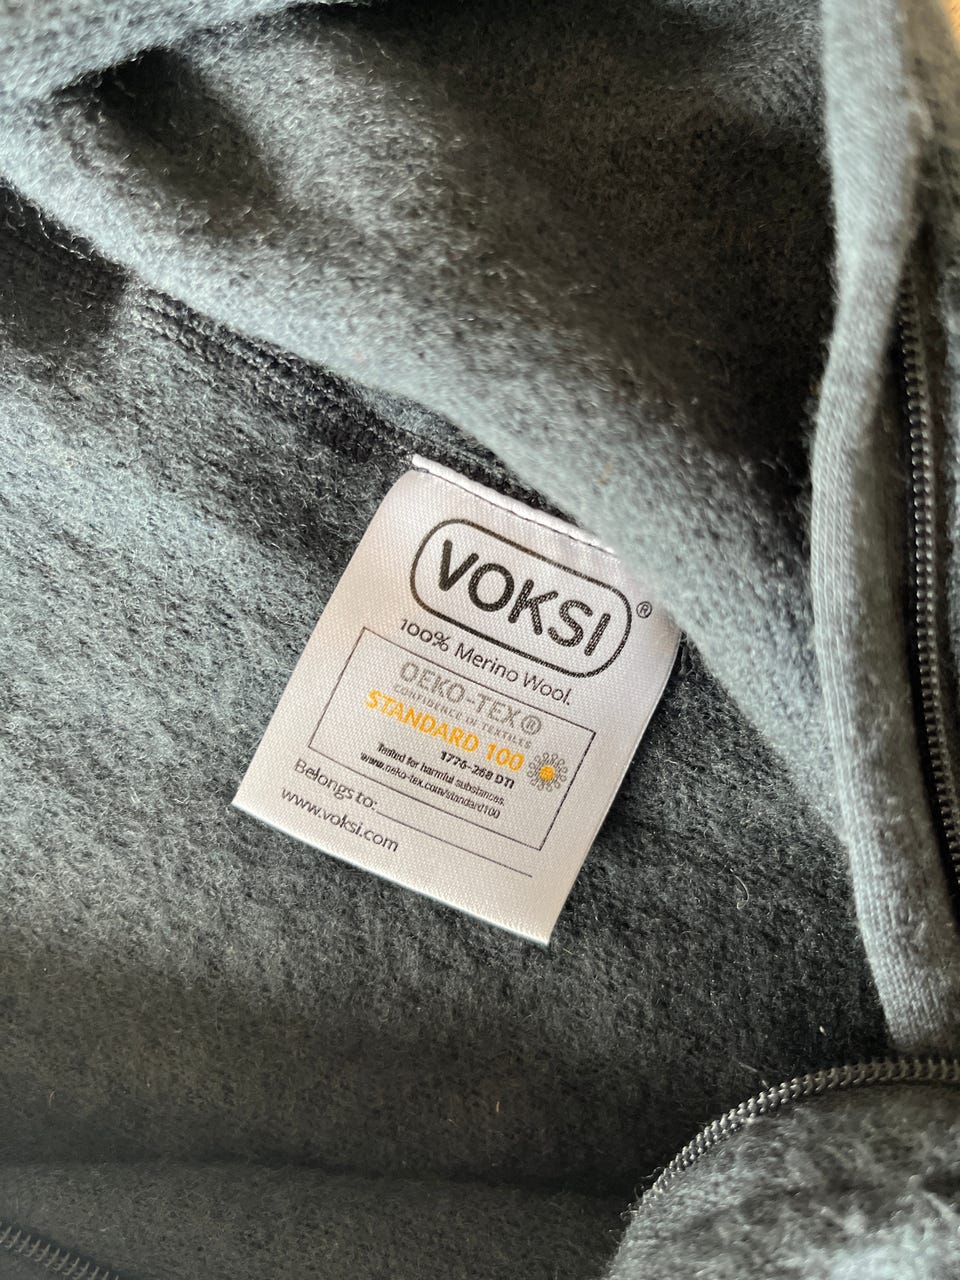 VOKSI®
100% Merino Wool.
OEKO-TEX®
CONFIDENCE IN TEXTILES
STANDARD 100
1776-268 DTI
Tested for harmful substances.
www.oeko-tex.com/standard100
Belongs to:
www.voksi.com